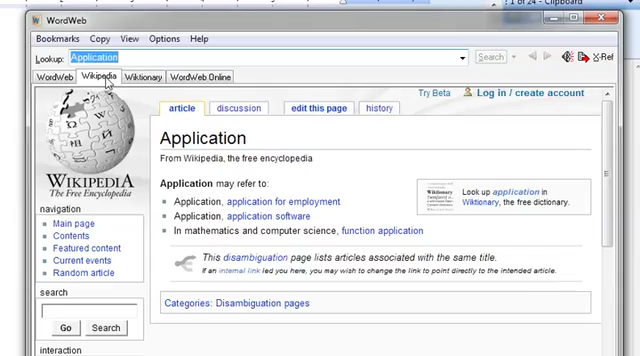 ? 1 of 24 - Clipboard
WordWeb
Bookmarks Copy View Options Help
Lookup: Application Search X-Ref
WordWeb Wikipedia Wiktionary WordWeb Online
Try Beta Log in / create account
article discussion edit this page history
WIKIPEDIA
The Free Encyclopedia
navigation
Main page
Contents
Featured content
Current events
Random article
search
Go Search
interaction
Application
From Wikipedia, the free encyclopedia
Application may refer to:
Application, application for employment
Application, application software
In mathematics and computer science, function application
Look up application in
Wiktionary, the free dictionary.
This disambiguation page lists articles associated with the same title.
If an internal link led you here, you may wish to change the link to point directly to the intended article.
Categories: Disambiguation pages